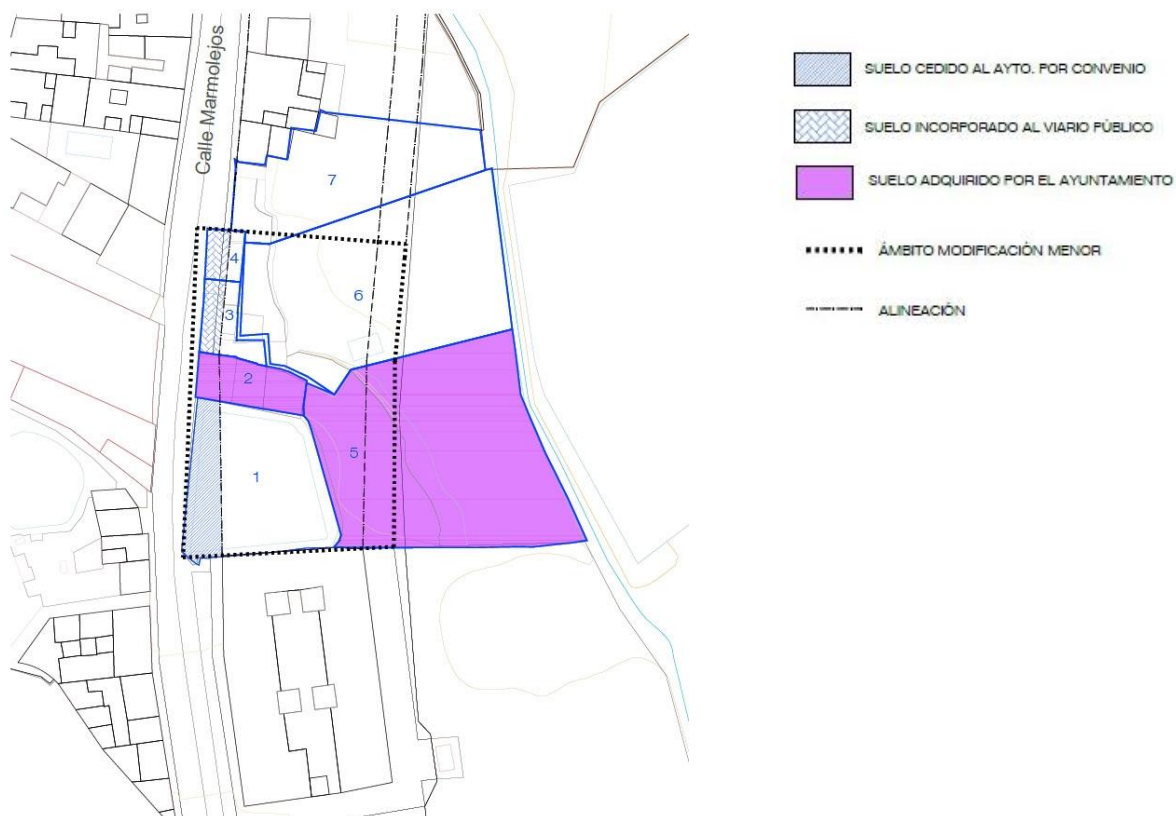 Calle Marmolejos
7
4
6
3
2
5
1
SUELO CEDIDO AL AYTO. POR CONVENIO
SUELO INCORPORADO AL VIARIO PÚBLICO
SUELO ADQUIRIDO POR EL AYUNTAMIENTO
ÁMBITO MODIFICACIÓN MENOR
ALINEACIÓN